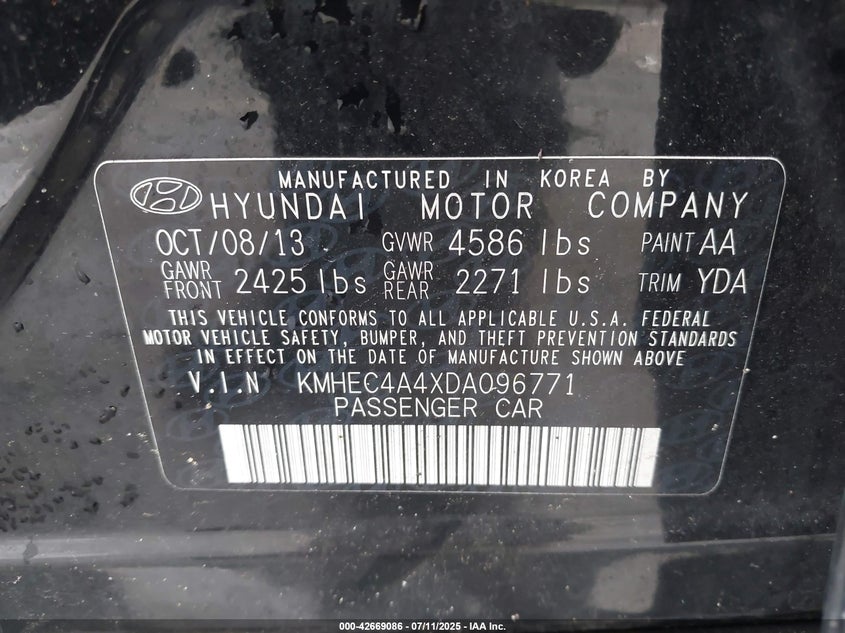 MANUFACTURED IN KOREA BY
HYUNDAI MOTOR COMPANY
OCT/08/13 GVWR 4586 lbs PAINT AA
GAWR FRONT 2425 lbs GAWR REAR 2271 lbs TRIM YDA
THIS VEHICLE CONFORMS TO ALL APPLICABLE U.S.A. FEDERAL
MOTOR VEHICLE SAFETY, BUMPER, AND THEFT PREVENTION STANDARDS
IN EFFECT ON THE DATE OF MANUFACTURE SHOWN ABOVE
V.I.N KMHEC4A4XDA096771
PASSENGER CAR
000-42669086 - 07/11/2025 - IAA Inc.